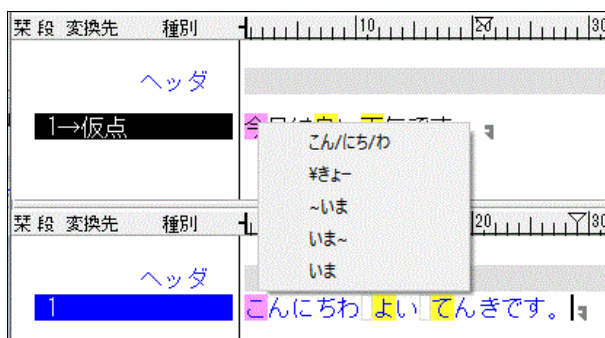 栞 段 変換先 種別 10 20 30
ヘッダ
1→仮点 今日は良い天気です。
こん/にち/わ
¥きょー
~いま
いま~
いま
栞 段 変換先 種別 20 30
ヘッダ
1 こんにちわ よい てんきです。